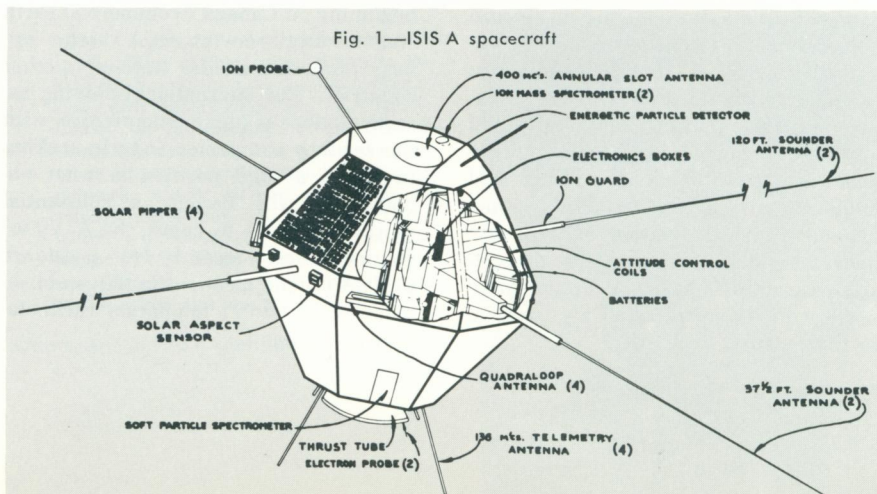 Fig. 1—ISIS A spacecraft
ION PROBE
400 MC'S. ANNULAR SLOT ANTENNA
ION MASS SPECTROMETER (2)
ENERGETIC PARTICLE DETECTOR
120 FT. SOUNDER
ANTENNA (2)
ELECTRONICS BOXES
ION GUARD
SOLAR PIPPER (4)
ATTITUDE CONTROL
COILS
BATTERIES
SOLAR ASPECT
SENSOR
QUADRALOOP
ANTENNA (4)
37½ FT. SOUNDER
ANTENNA (2)
SOFT PARTICLE SPECTROMETER
THRUST TUBE
ELECTRON PROBE (2)
136 Mcs. TELEMETRY
ANTENNA (4)